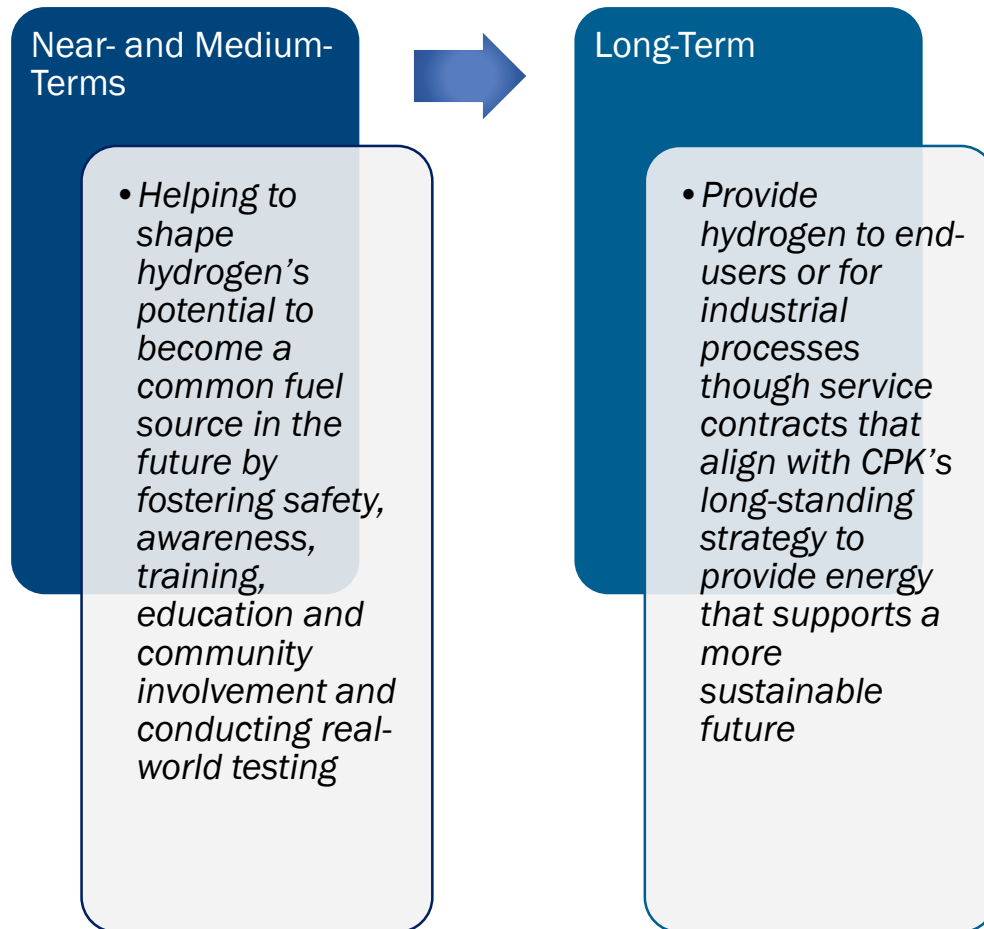 Near- and Medium-
Terms
• Helping to
shape
hydrogen’s
potential to
become a
common fuel
source in the
future by
fostering safety,
awareness,
training,
education and
community
involvement and
conducting real-
world testing
Long-Term
• Provide
hydrogen to end-
users or for
industrial
processes
though service
contracts that
align with CPK’s
long-standing
strategy to
provide energy
that supports a
more
sustainable
future